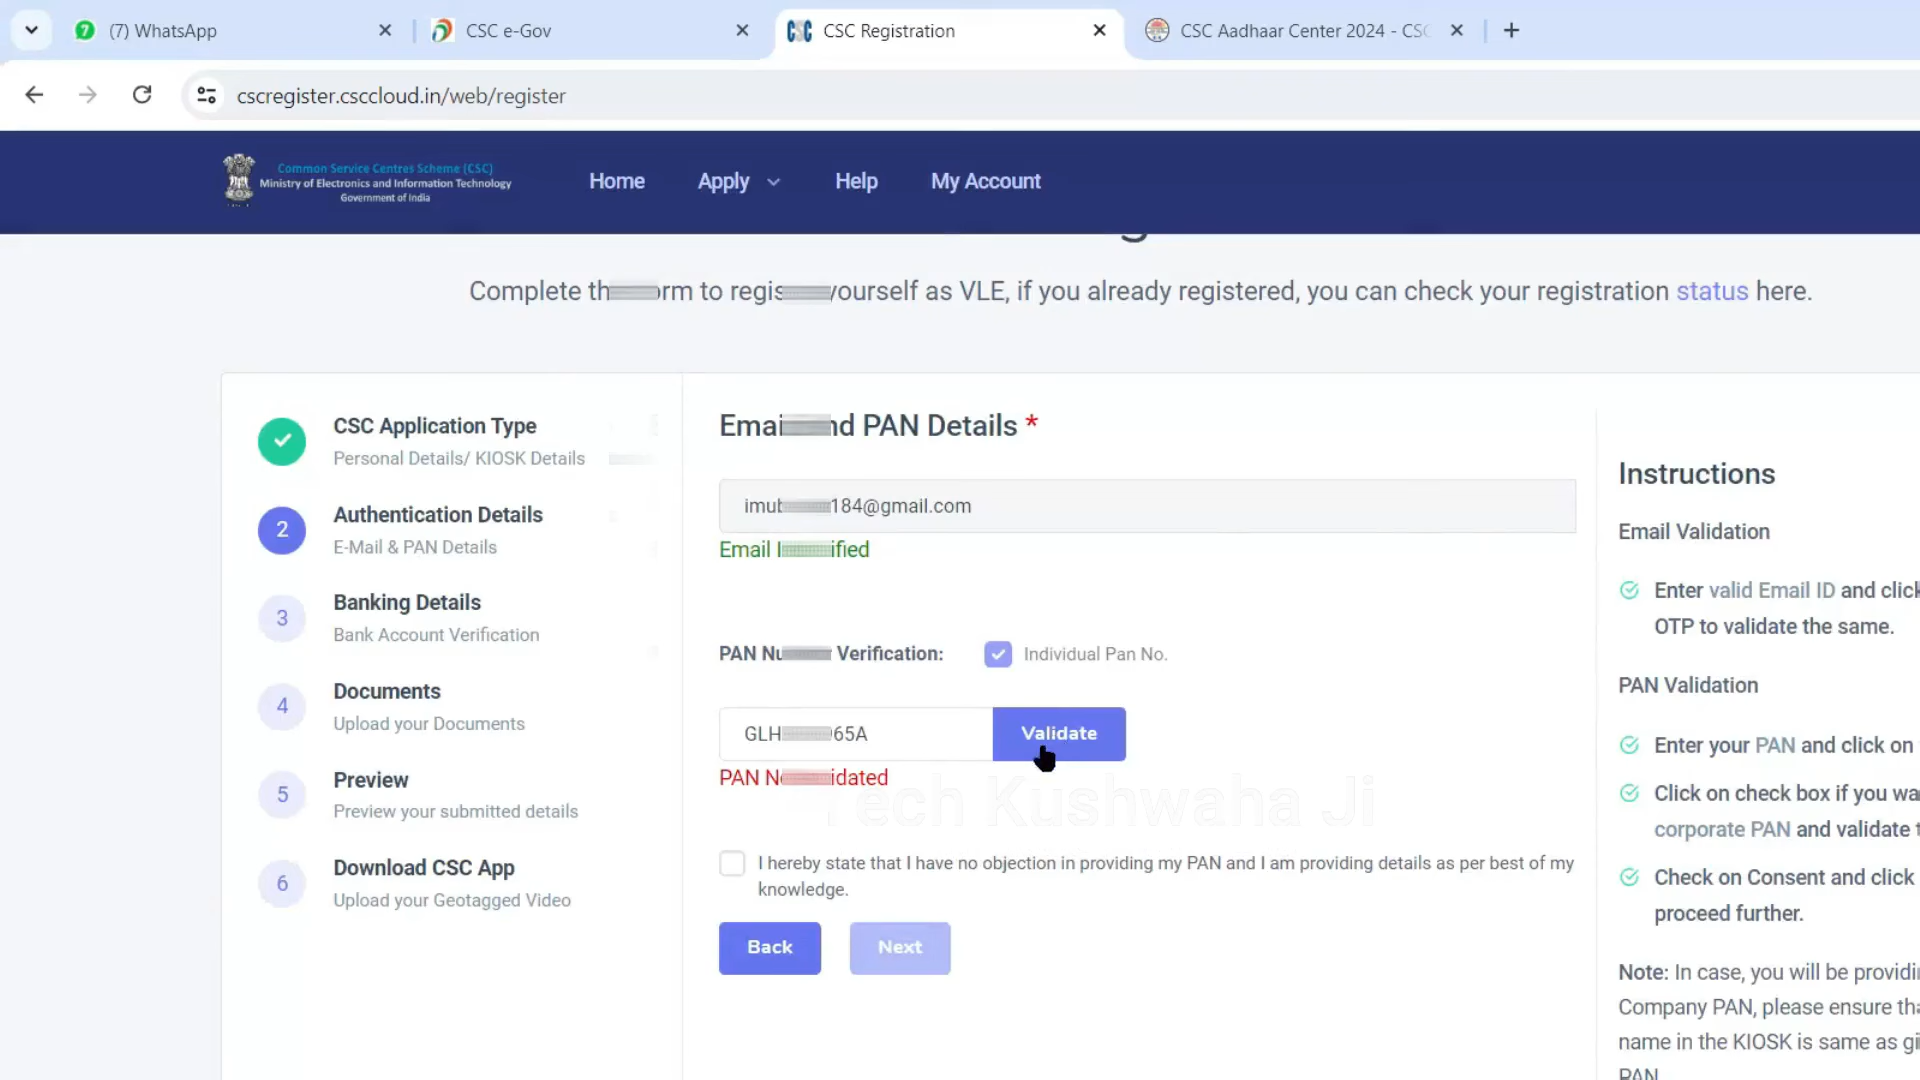 (7) WhatsApp
CSC e-Gov
CSC Registration
CSC Aadhaar Center 2024 - CSC
cscregister.csccloud.in/web/register
Common Service Centres Scheme (CSC)
Ministry of Electronics and Information Technology
Government of India
Home
Apply
Help
My Account
Complete th rm to regis yourself as VLE, if you already registered, you can check your registration status here.
CSC Application Type
Personal Details/ KIOSK Details
2
Authentication Details
E-Mail & PAN Details
3
Banking Details
Bank Account Verification
4
Documents
Upload your Documents
5
Preview
Preview your submitted details
6
Download CSC App
Upload your Geotagged Video
Emai nd PAN Details *
184@gmail.com
Email ified
PAN Verification:
Individual Pan No.
GLH 65A
Validate
PAN idated
Tech Kushwaha Ji
I hereby state that I have no objection in providing my PAN and I am providing details as per best of my
knowledge.
Back
Next
Instructions
Email Validation
Enter valid Email ID and click
OTP to validate the same.
PAN Validation
Enter your PAN and click on
Click on check box if you wa
corporate PAN and validate t
Check on Consent and click
proceed further.
Note: In case, you will be providi
Company PAN, please ensure tha
name in the KIOSK is same as gi
PAN